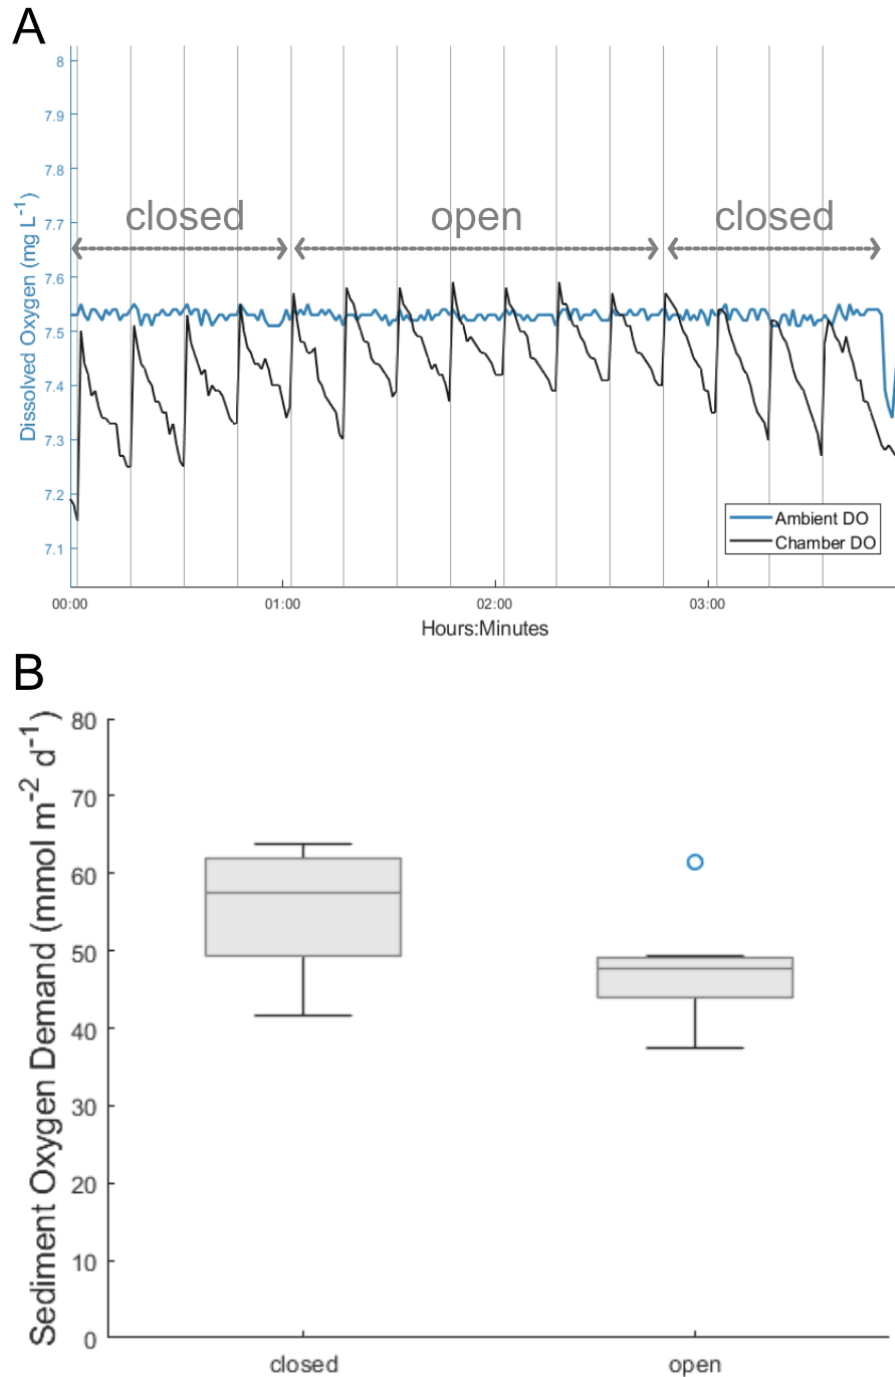 A
8
7.9
7.8
7.7
7.6
7.5
7.4
7.3
7.2
7.1
Dissolved Oxygen (mg L⁻¹)
closed
open
closed
Ambient DO
Chamber DO
00:00
01:00
02:00
03:00
Hours:Minutes
B
80
70
60
50
40
30
20
10
0
Sediment Oxygen Demand (mmol m⁻² d⁻¹)
closed
open